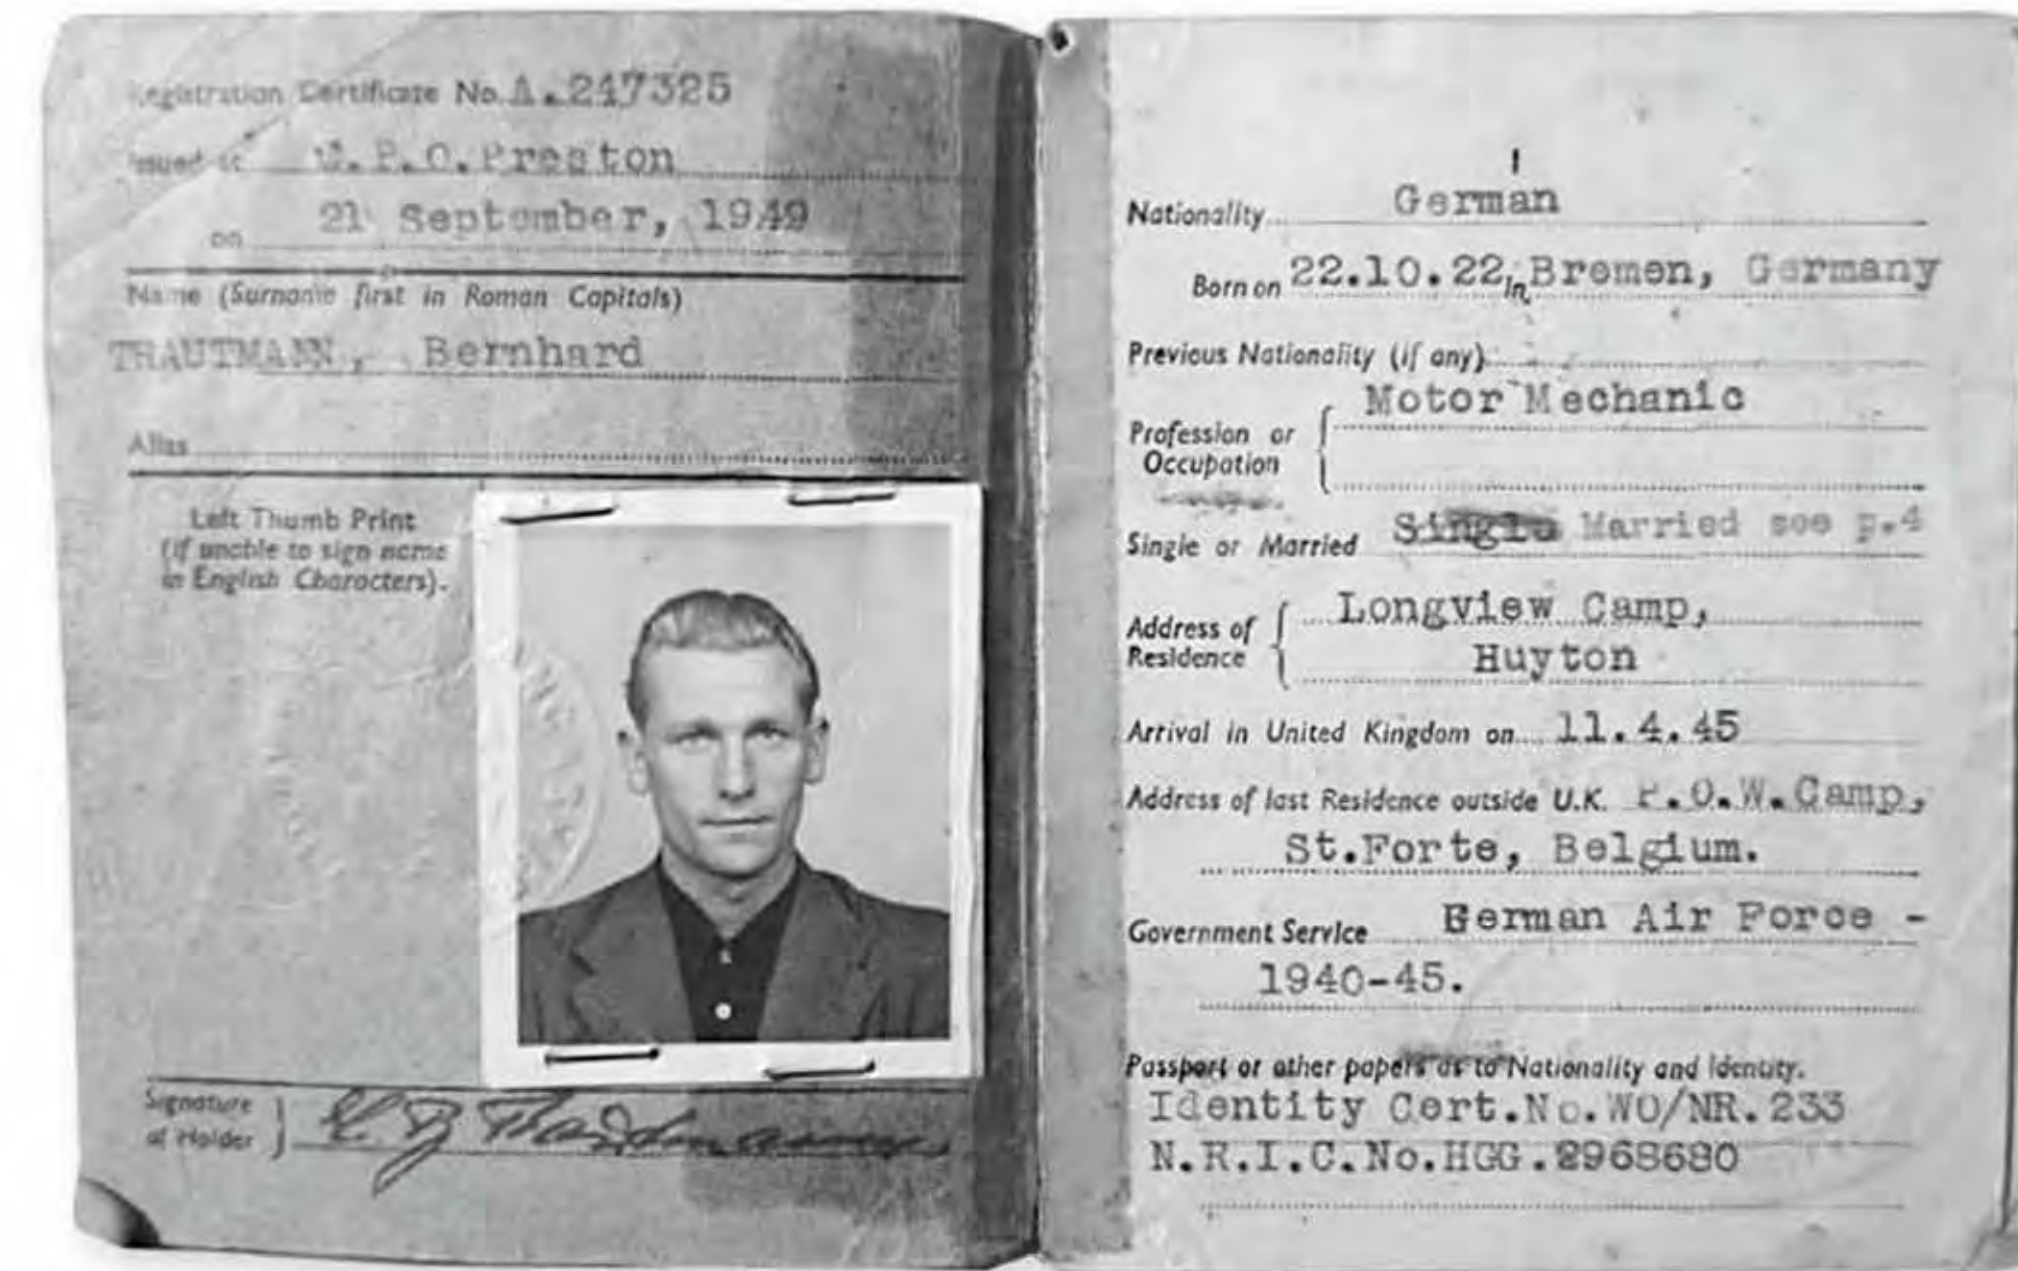 Registration Certificate No. A.247325
Issued at C.P.O.Preston
on 21 September, 1949
Name (Surname first in Roman Capitals)
TRAUTMANN, Bernhard
Alias
Left Thumb Print
(if unable to sign name
in English Characters).
Signature
of Holder
Trautmann
Nationality German
Born on 22.10.22 in Bremen, Germany
Previous Nationality (if any)
Motor Mechanic
Profession or
Occupation
Single or Married Single Married see p.4
Address of
Residence
Longview Camp,
Huyton
Arrival in United Kingdom on 11.4.45
Address of last Residence outside U.K. P.O.W.Camp,
St.Forte, Belgium.
Government Service German Air Force -
1940-45.
Passport or other papers as to Nationality and Identity.
Identity Cert.No.WO/NR.233
N.R.I.C.No.HGG.2968680